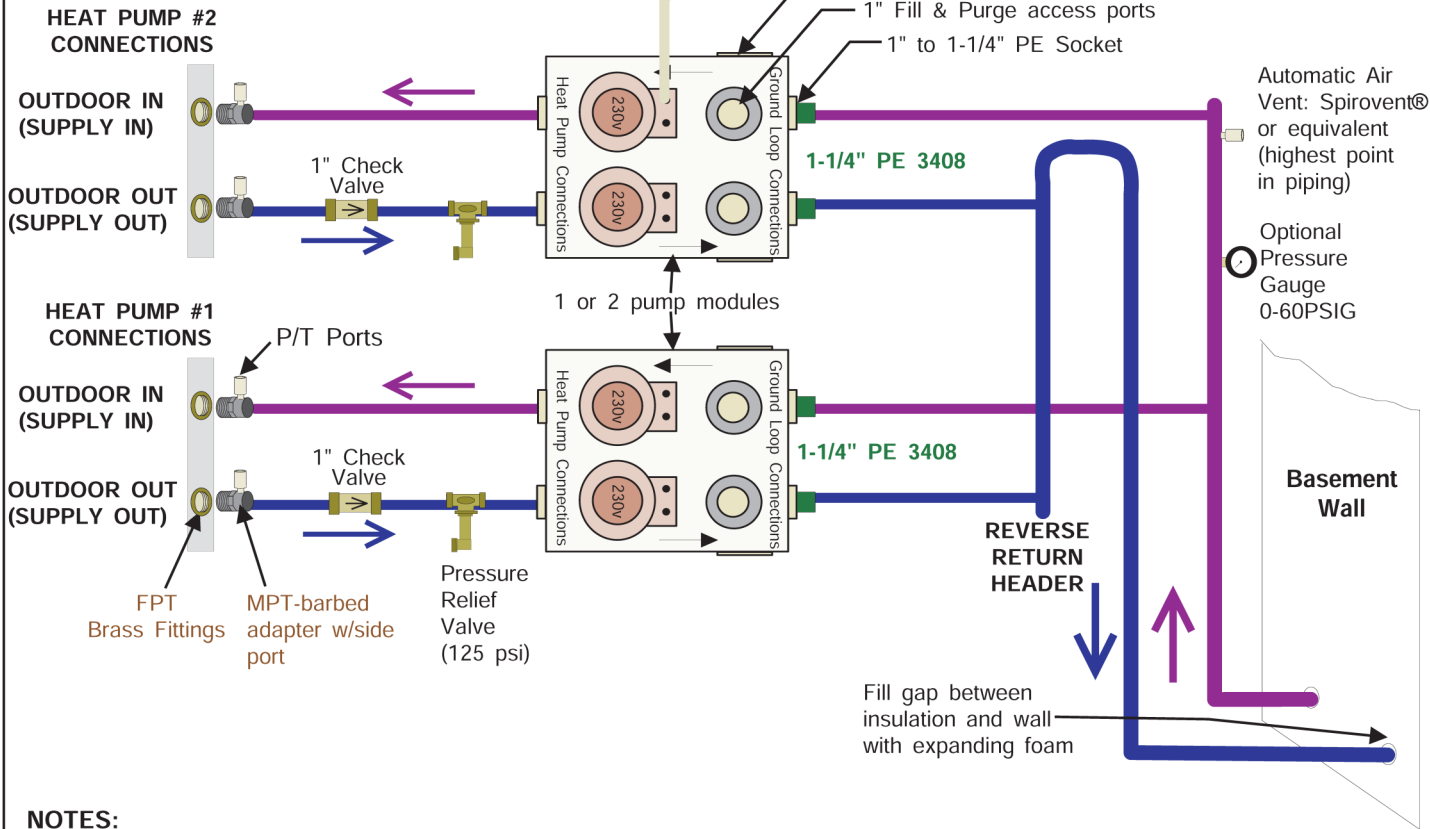 HEAT PUMP #2
CONNECTIONS
1" Fill & Purge access ports
1" to 1-1/4" PE Socket
OUTDOOR IN
(SUPPLY IN)
OUTDOOR OUT
(SUPPLY OUT)
1" Check
Valve
Heat Pump Connections
230v
230v
Ground Loop Connections
1-1/4" PE 3408
Automatic Air
Vent: Spirovent®
or equivalent
(highest point
in piping)
Optional
Pressure
Gauge
0-60PSIG
1 or 2 pump modules
HEAT PUMP #1
CONNECTIONS
P/T Ports
OUTDOOR IN
(SUPPLY IN)
OUTDOOR OUT
(SUPPLY OUT)
1" Check
Valve
Heat Pump Connections
230v
230v
Ground Loop Connections
1-1/4" PE 3408
Basement
Wall
REVERSE
RETURN
HEADER
FPT
Brass Fittings
MPT-barbed
adapter w/side
port
Pressure
Relief
Valve
(125 psi)
Fill gap between
insulation and wall
with expanding foam
NOTES: